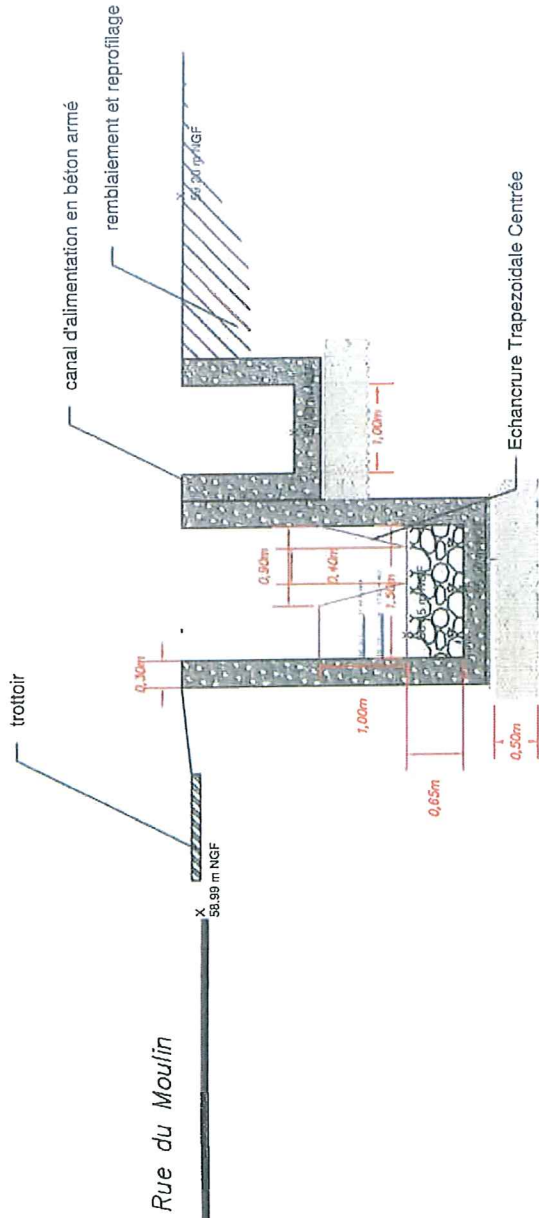 Rue du Moulin
58.99 m NGF
trottoir
0,30m
1,00m
0,65m
0,50m
0,90m
0,40m
1,50m
1,00m
Echancrure Trapezoidale Centrée
canal d'alimentation en béton armé
remblaiement et reprofilage
NGF